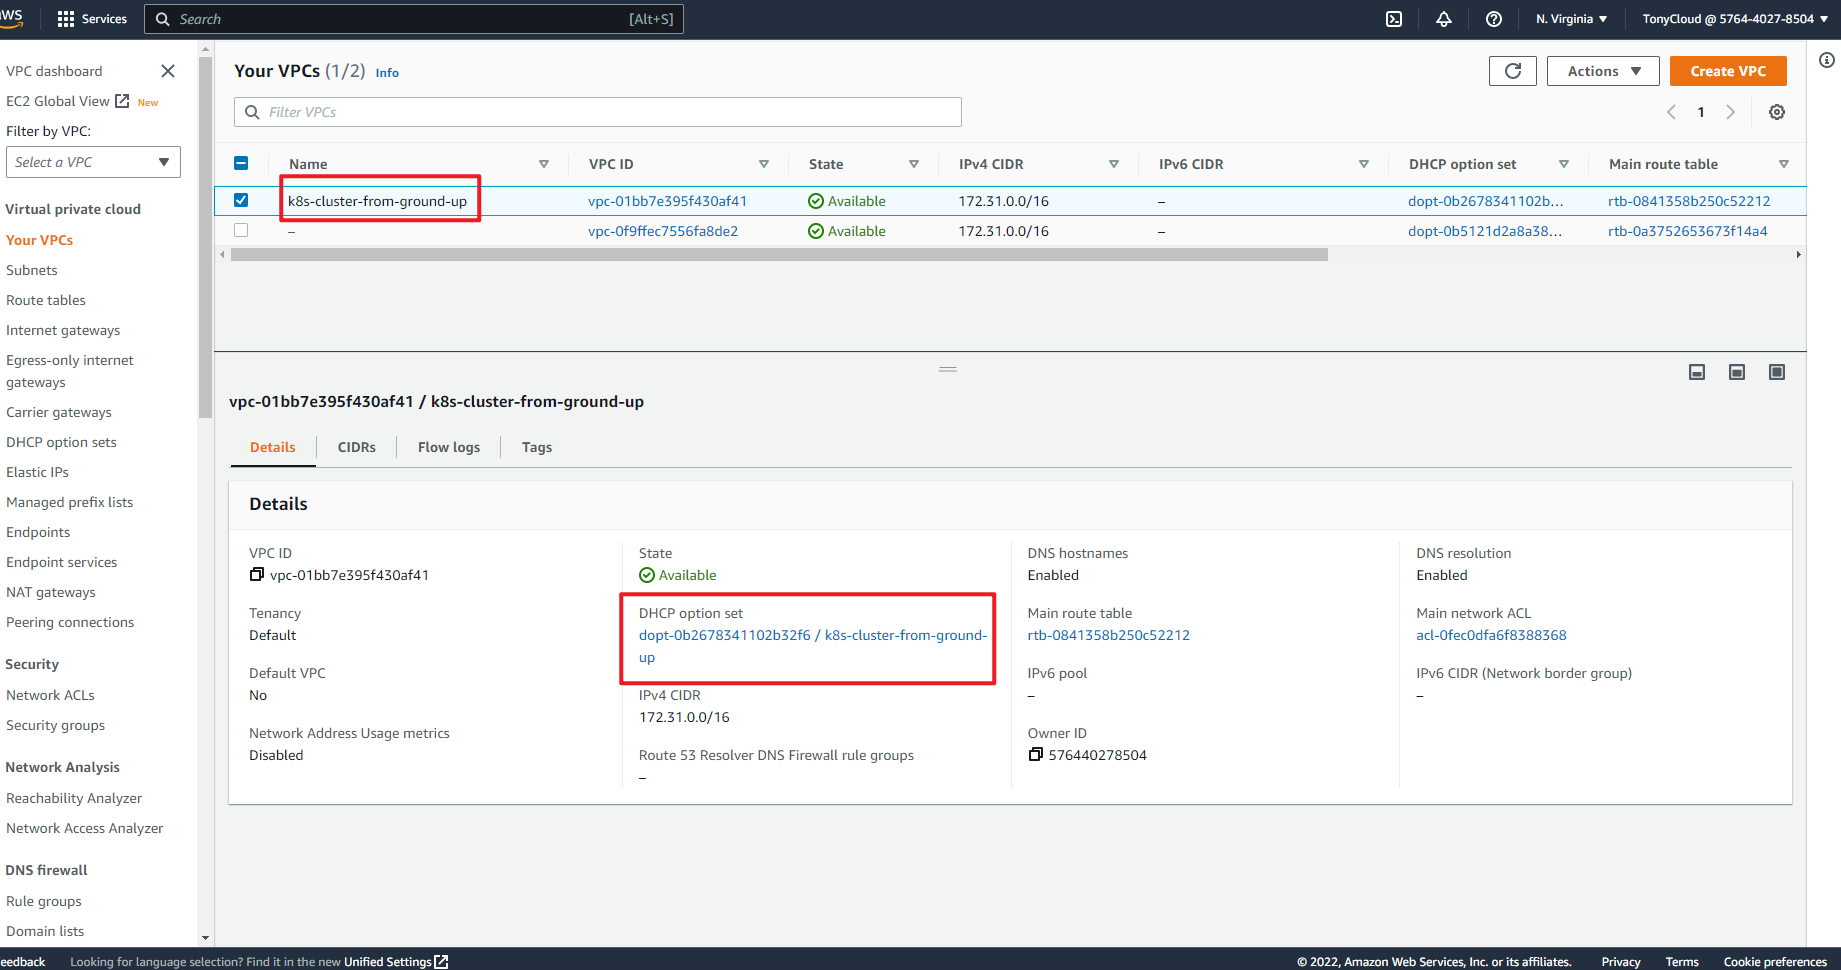 aws Services Search [Alt+S] N. Virginia TonyCloud @ 5764-4027-8504
VPC dashboard
EC2 Global View New
Filter by VPC:
Select a VPC
Virtual private cloud
Your VPCs
Subnets
Route tables
Internet gateways
Egress-only internet
gateways
Carrier gateways
DHCP option sets
Elastic IPs
Managed prefix lists
Endpoints
Endpoint services
NAT gateways
Peering connections
Security
Network ACLs
Security groups
Network Analysis
Reachability Analyzer
Network Access Analyzer
DNS firewall
Rule groups
Domain lists
Your VPCs (1/2) Info Actions Create VPC
Filter VPCs 1
Name VPC ID State IPv4 CIDR IPv6 CIDR DHCP option set Main route table
k8s-cluster-from-ground-up vpc-01bb7e395f430af41 Available 172.31.0.0/16 – dopt-0b2678341102b... rtb-0841358b250c52212
– vpc-0f9ffec7556fa8de2 Available 172.31.0.0/16 – dopt-0b5121d2a8a38... rtb-0a3752653673f14a4
vpc-01bb7e395f430af41 / k8s-cluster-from-ground-up
Details CIDRs Flow logs Tags
Details
VPC ID
vpc-01bb7e395f430af41
Tenancy
Default
Default VPC
No
Network Address Usage metrics
Disabled
State
Available
DHCP option set
dopt-0b2678341102b32f6 / k8s-cluster-from-ground-
up
IPv4 CIDR
172.31.0.0/16
Route 53 Resolver DNS Firewall rule groups
–
DNS hostnames
Enabled
Main route table
rtb-0841358b250c52212
IPv6 pool
–
Owner ID
576440278504
DNS resolution
Enabled
Main network ACL
acl-0fec0dfa6f8388368
IPv6 CIDR (Network border group)
–
eedback Looking for language selection? Find it in the new Unified Settings © 2022, Amazon Web Services, Inc. or its affiliates. Privacy Terms Cookie preferences